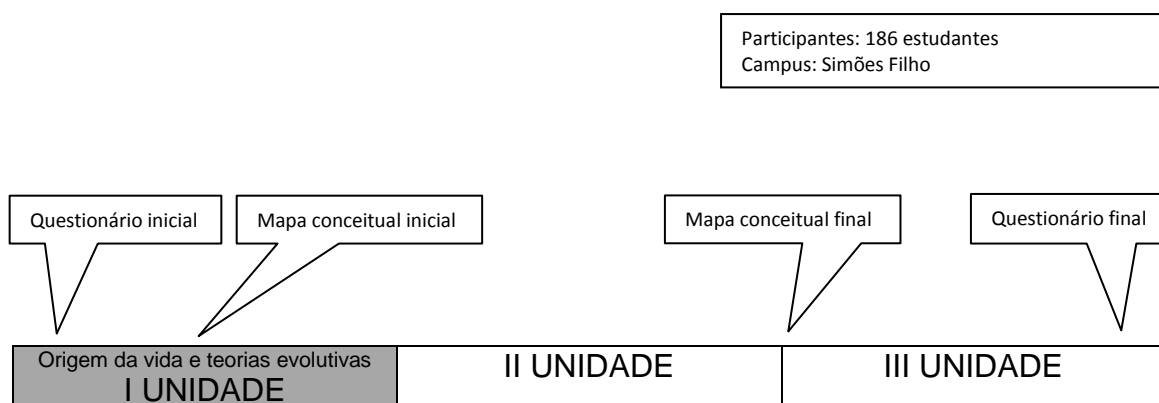 Participantes: 186 estudantes
Campus: Simões Filho
Questionário inicial
Mapa conceitual inicial
Mapa conceitual final
Questionário final
Origem da vida e teorias evolutivas
I UNIDADE
II UNIDADE
III UNIDADE